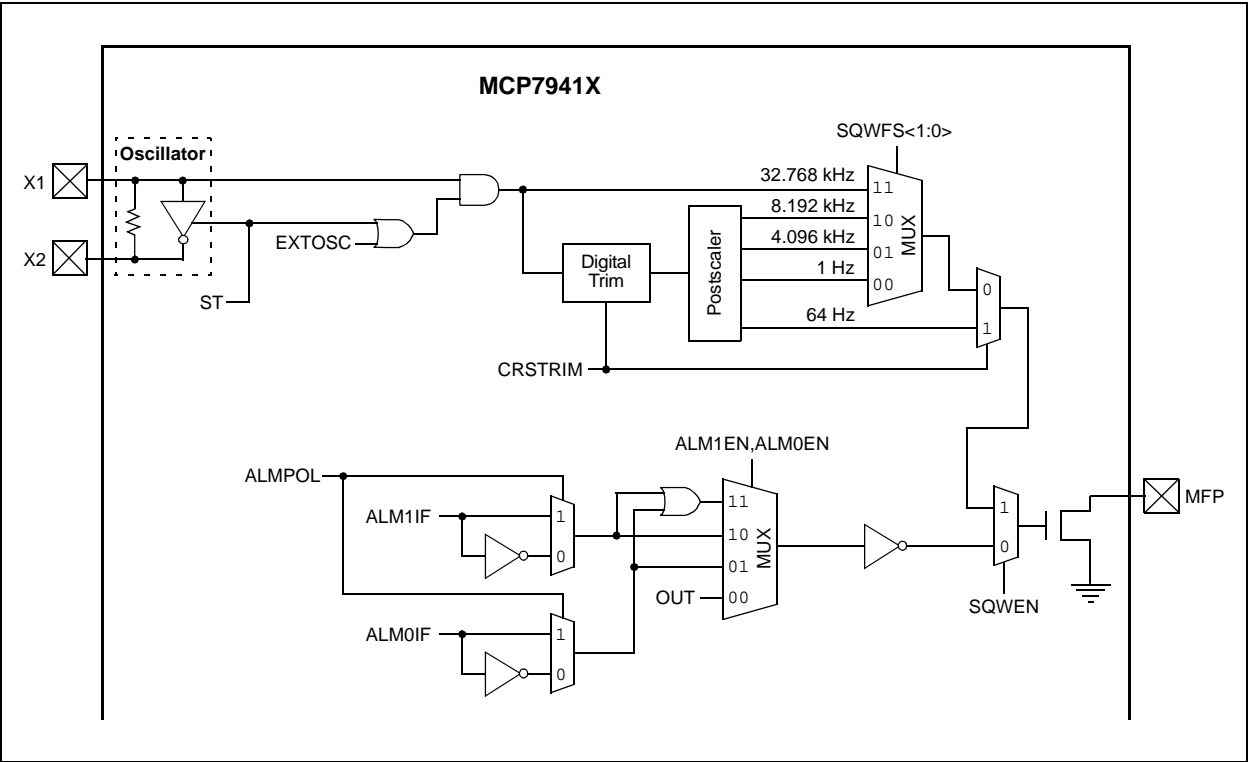 MCP7941X
SQWFS<1:0>
Oscillator
X1
32.768 kHz
11
8.192 kHz
10
4.096 kHz
01
1 Hz
00
MUX
EXTOSC
X2
ST
Digital
Trim
Postscaler
64 Hz
0
1
CRSTRIM
ALM1EN,ALM0EN
ALMPOL
ALM1IF
1
0
11
10
01
00
MUX
OUT
1
0
SQWEN
MFP
ALM0IF
1
0